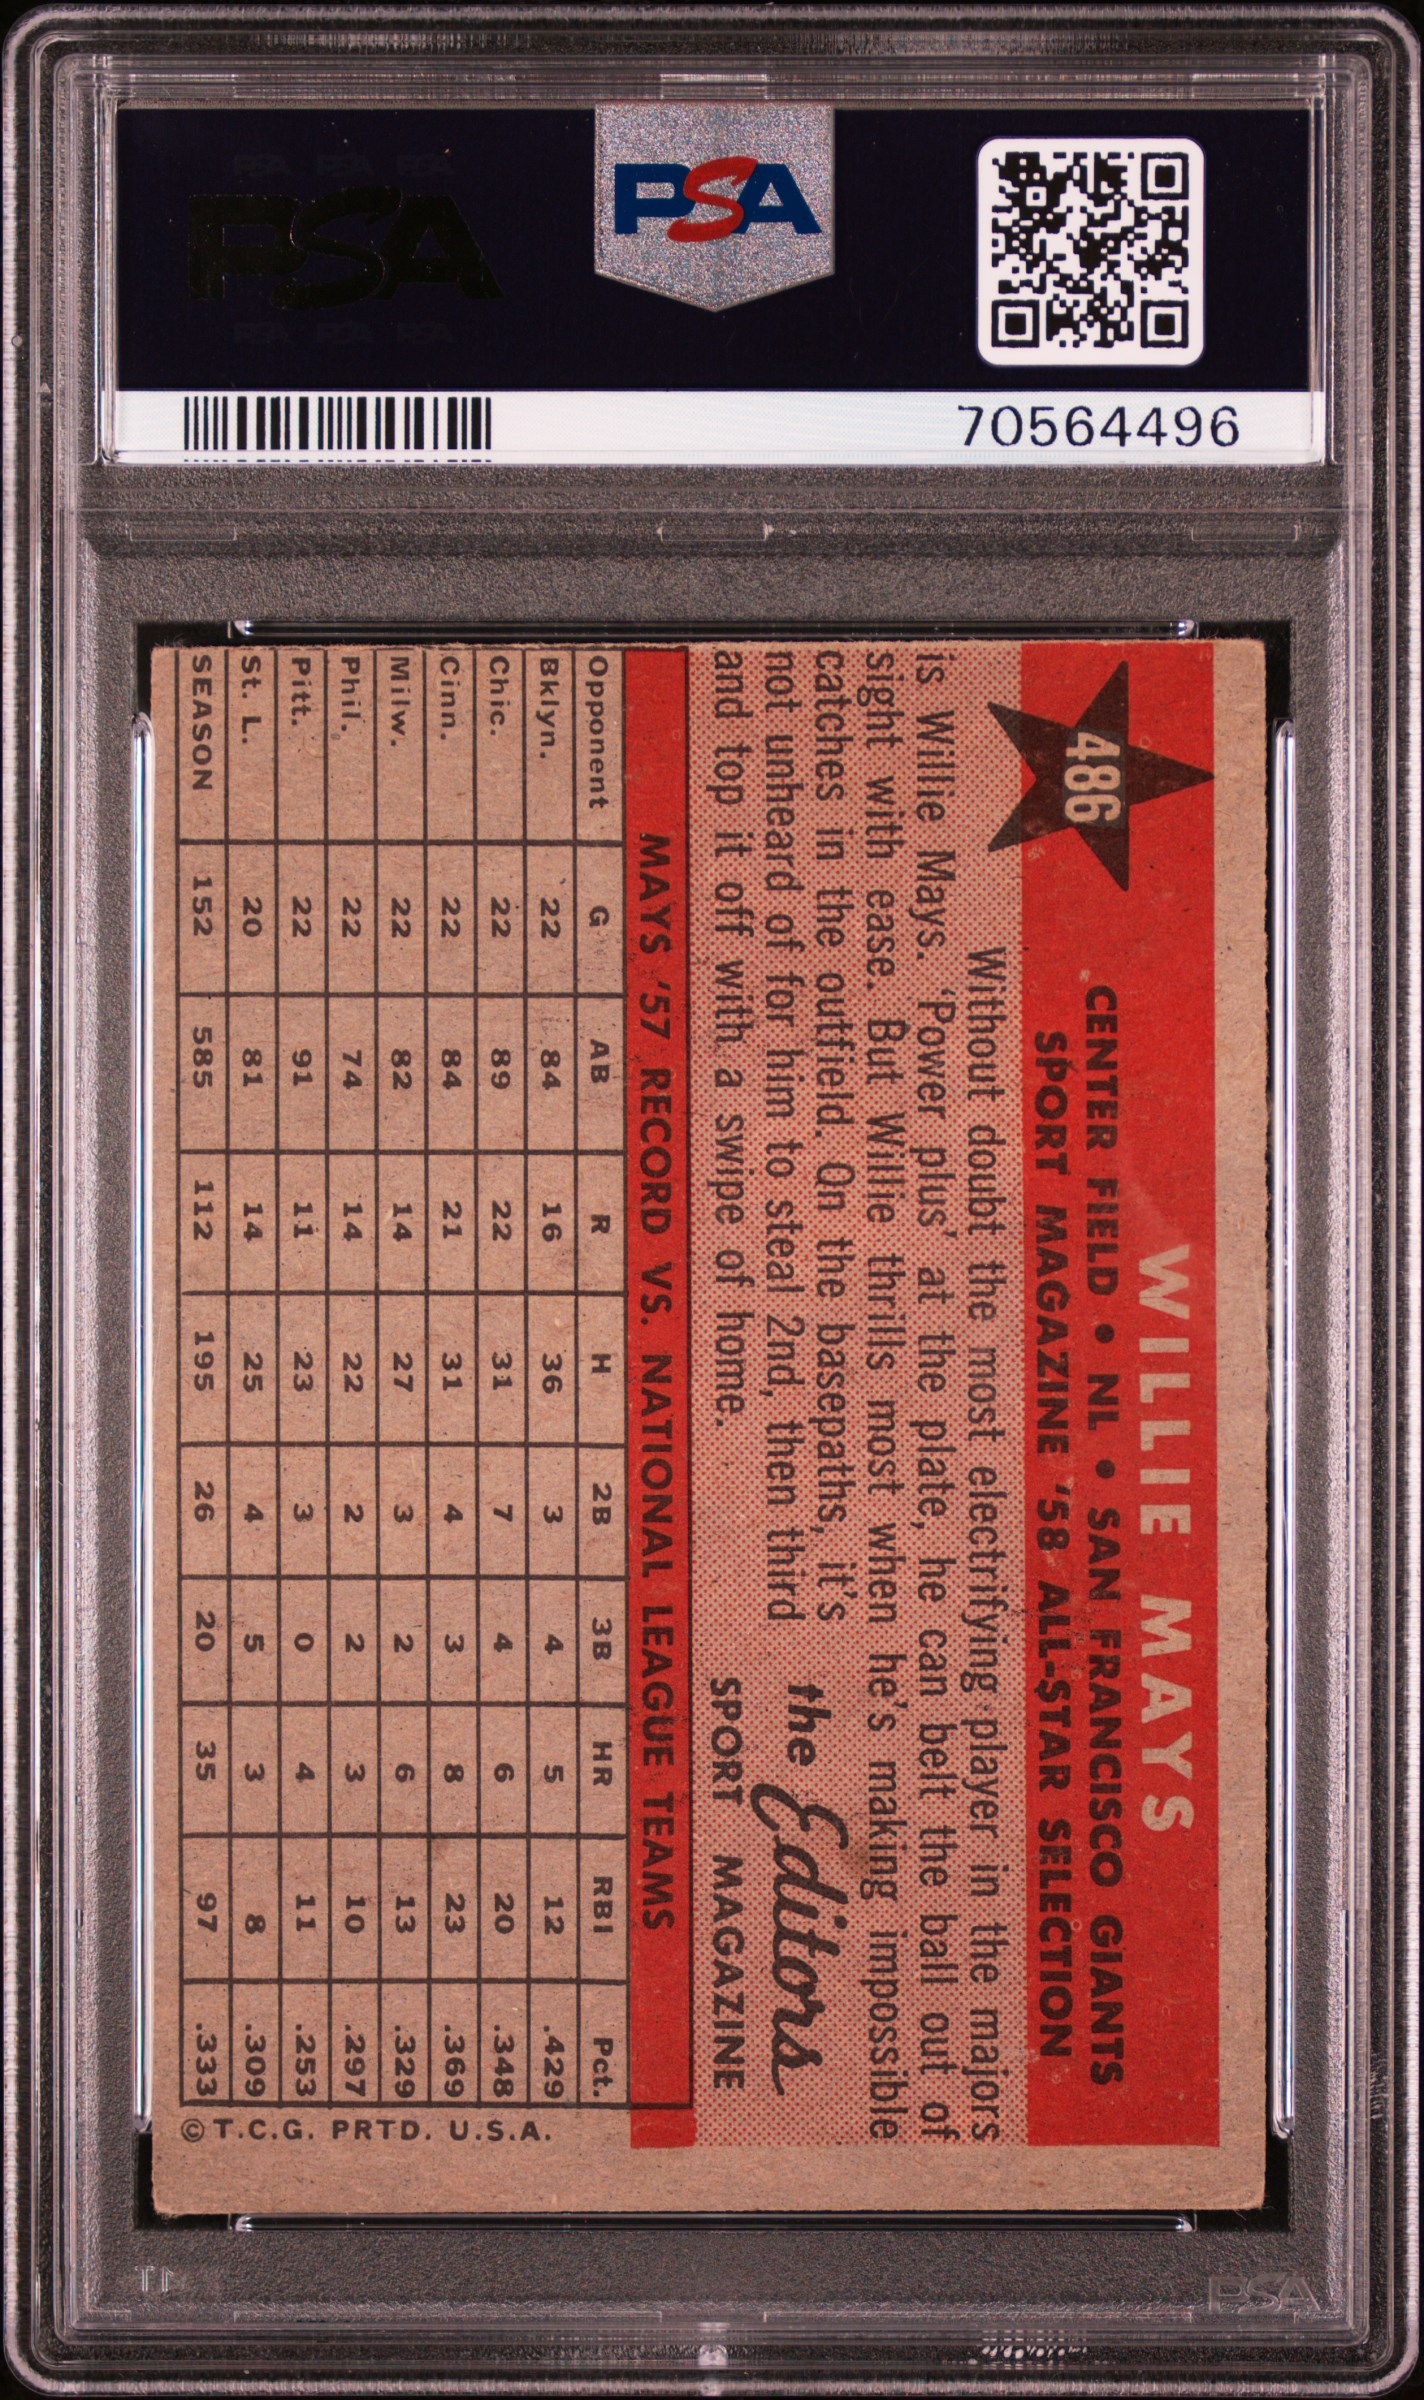 PSA PSA PSA
PSA
PSA PSA PSA
PSA
70564496
486
WILLIE MAYS
CENTER FIELD • NL • SAN FRANCISCO GIANTS
SPORT MAGAZINE '58 ALL-STAR SELECTION
Without doubt the most electrifying player in the majors
is Willie Mays. 'Power plus' at the plate, he can belt the ball out of
sight with ease. But Willie thrills most when he's making impossible
catches in the outfield. On the basepaths, it's
not unheard of for him to steal 2nd, then third
and top it off with a swipe of home.
the Editors
SPORT MAGAZINE
MAYS '57 RECORD VS. NATIONAL LEAGUE TEAMS
Opponent G AB R H 2B 3B HR RBI Pct.
Bklyn. 22 84 16 36 3 4 5 12 .429
Chic. 22 89 22 31 7 4 6 20 .348
Cinn. 22 84 21 31 4 3 8 23 .369
Milw. 22 82 14 27 3 2 6 13 .329
Phil. 22 74 14 22 2 2 3 10 .297
Pitt. 22 91 11 23 3 0 4 11 .253
St. L. 20 81 14 25 4 5 3 8 .309
SEASON 152 585 112 195 26 20 35 97 .333
© T.C.G. PRTD. U.S.A.
PSA